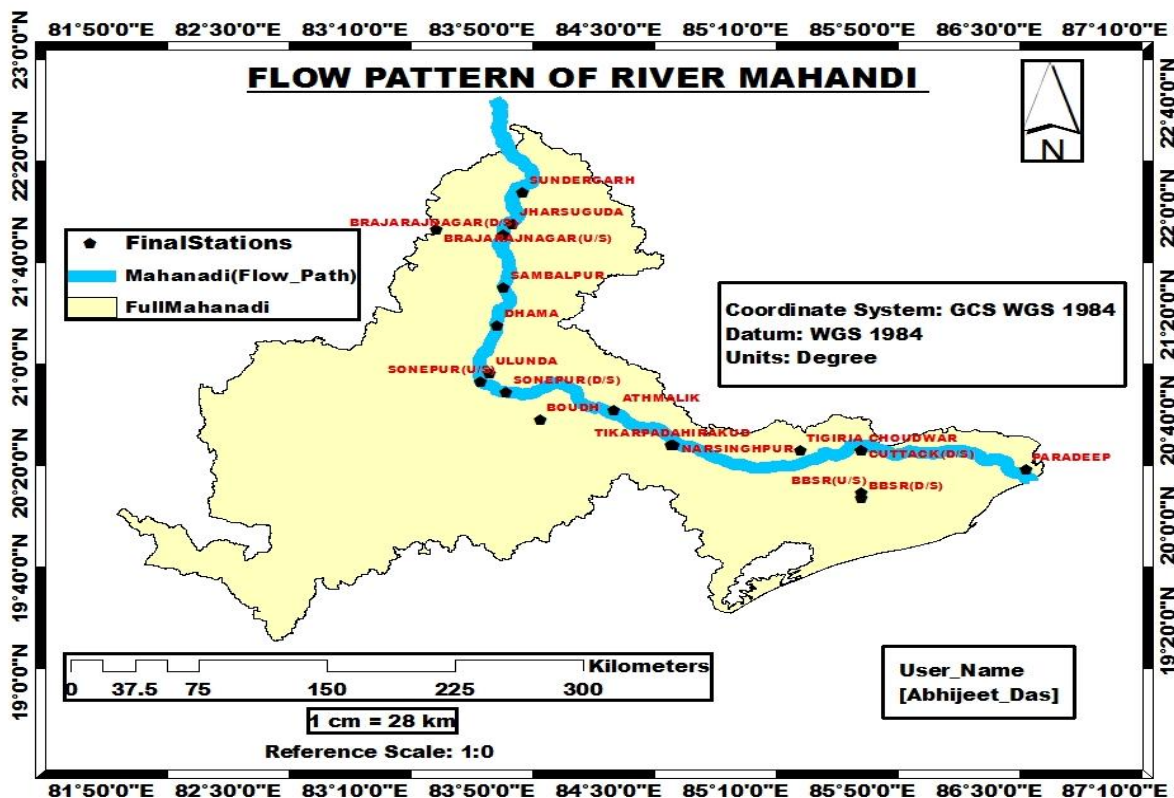 81°50'0"E 82°30'0"E 83°10'0"E 83°50'0"E 84°30'0"E 85°10'0"E 85°50'0"E 86°30'0"E 87°10'0"E
FLOW PATTERN OF RIVER MAHANDI
N
23°0'0"N
22°20'0"N
21°40'0"N
21°0'0"N
20°20'0"N
19°40'0"N
19°0'0"N
22°40'0"N
22°0'0"N
21°20'0"N
20°40'0"N
20°0'0"N
19°20'0"N
SUNDERGARH
JHARSUGUDA
BRAJARAJNAGAR(D/S)
BRAJARAJNAGAR(U/S)
SAMBALPUR
DHAMA
ULUNDA
SONEPUR(U/S)
SONEPUR(D/S)
BOUDH
ATHMALIK
TIKARPADAHIRAKUD
NARSINGHPUR
TIGIRIA CHOUDWAR
CUTTACK(D/S)
PARADEEP
BBSR(U/S)
BBSR(D/S)
FinalStations
Mahanadi(Flow_Path)
FullMahanadi
Coordinate System: GCS WGS 1984
Datum: WGS 1984
Units: Degree
Kilometers
0 37.5 75 150 225 300
1 cm = 28 km
Reference Scale: 1:0
User_Name
[Abhijeet_Das]
81°50'0"E 82°30'0"E 83°10'0"E 83°50'0"E 84°30'0"E 85°10'0"E 85°50'0"E 86°30'0"E 87°10'0"E